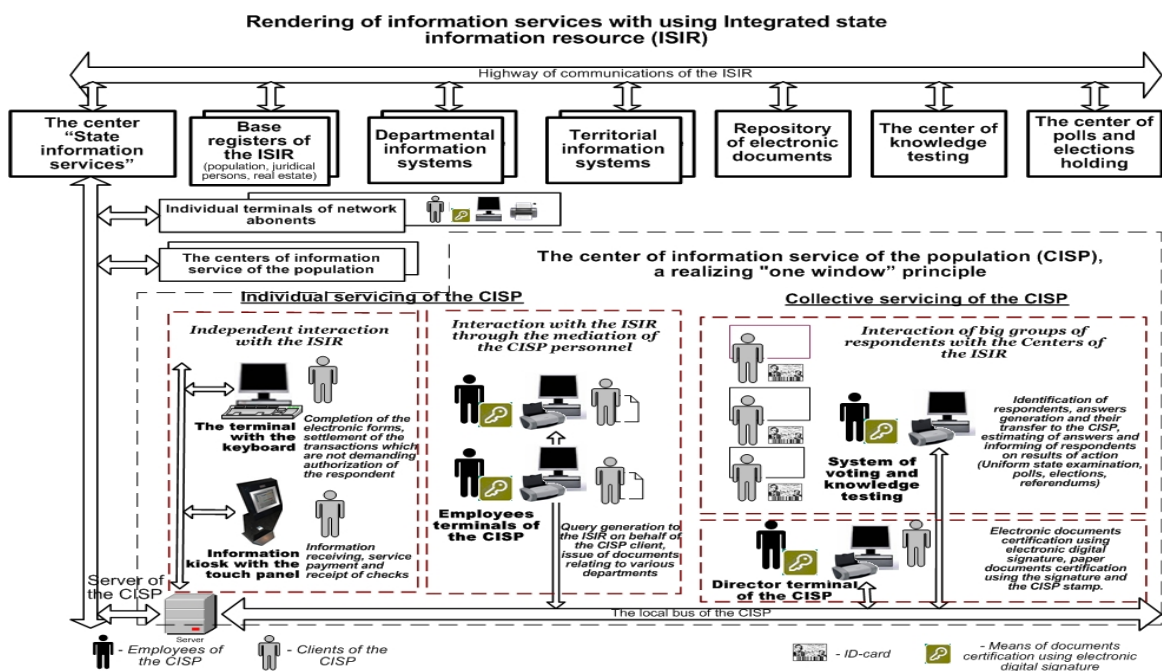 Rendering of information services with using Integrated state
information resource (ISIR)
Highway of communications of the ISIR
The center
“State
information
services”
Base
registers of
the ISIR
(population, juridical
persons, real estate)
Departmental
information
systems
Territorial
information
systems
Repository
of electronic
documents
The center of
knowledge
testing
The center of
polls and
elections
holding
Individual terminals of network
abonents
The centers of information
service of the population
The center of information service of the population (CISP),
a realizing "one window” principle
Individual servicing of the CISP
Collective servicing of the CISP
Independent interaction
with the ISIR
The terminal
with the
keyboard
Completion of the
electronic forms,
settlement of the
transactions which
are not demanding
authorization of
the respondent
Information
kiosk with the
touch panel
Information
receiving, service
payment and
receipt of checks
Interaction with the ISIR
through the mediation of
the CISP personnel
Employees
terminals of
the CISP
Query generation to
the ISIR on behalf of
the CISP client,
issue of documents
relating to various
departments
Interaction of big groups of
respondents with the Centers of
the ISIR
System of
voting and
knowledge
testing
Identification of
respondents, answers
generation and their
transfer to the CISP,
estimating of answers and
informing of respondents
on results of action
(Uniform state examination,
polls, elections,
referendums)
Director terminal
of the CISP
Electronic documents
certification using
electronic digital
signature, paper
documents certification
using the signature and
the CISP stamp.
Server of
the CISP
Server
The local bus of the CISP
- Employees of
the CISP
- Clients of the
CISP
- ID-card
- Means of documents
certification using electronic
digital signature